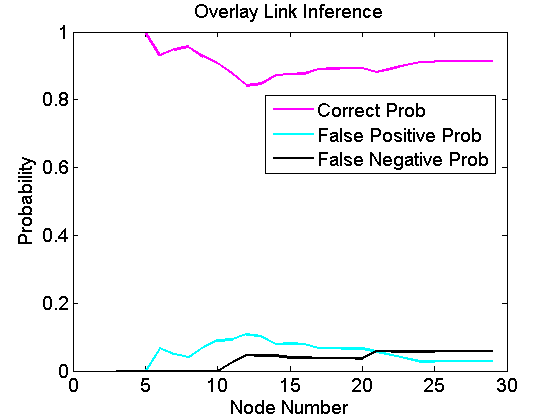 Overlay Link Inference
1
0.8
0.6
0.4
0.2
0
Probability
Correct Prob
False Positive Prob
False Negative Prob
0 5 10 15 20 25 30
Node Number